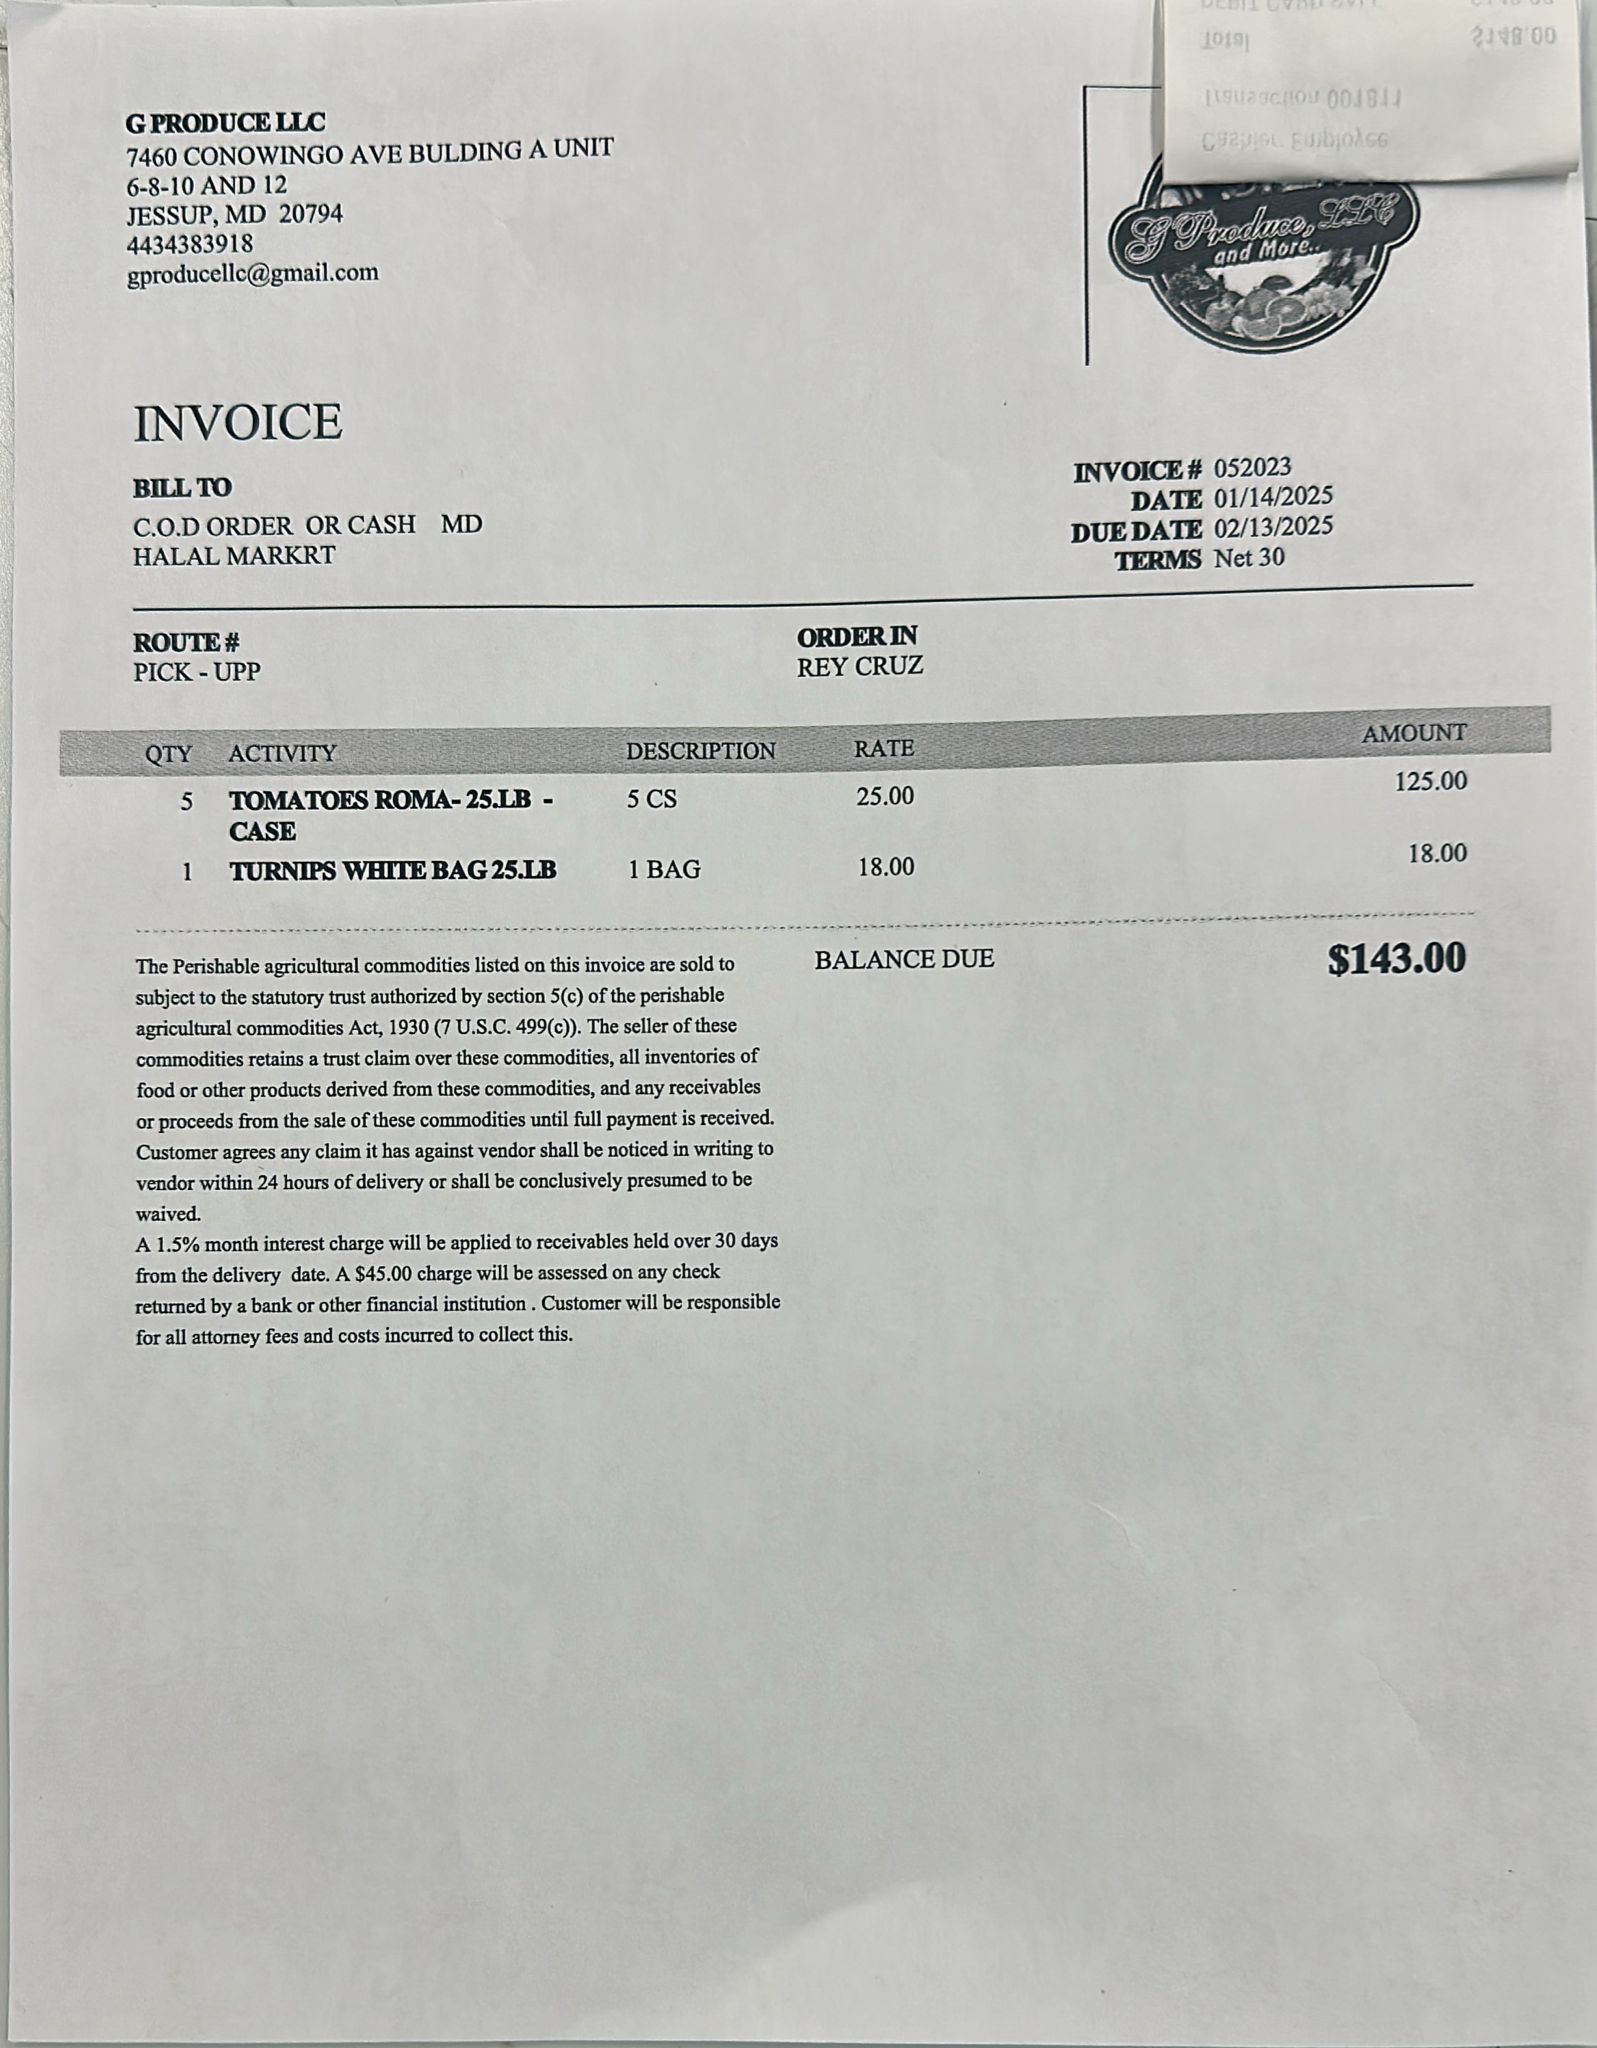 Total $148.00
Transaction 001811
Cashier: Employee
G PRODUCE LLC
7460 CONOWINGO AVE BULDING A UNIT
6-8-10 AND 12
JESSUP, MD 20794
4434383918
gproducellc@gmail.com
G Produce, LLC
and More..
INVOICE
BILL TO
C.O.D ORDER OR CASH MD
HALAL MARKRT
INVOICE # 052023
DATE 01/14/2025
DUE DATE 02/13/2025
TERMS Net 30
ROUTE #
PICK - UPP
ORDER IN
REY CRUZ
QTY ACTIVITY DESCRIPTION RATE AMOUNT
5 TOMATOES ROMA- 25.LB - 5 CS 25.00 125.00
CASE
1 TURNIPS WHITE BAG 25.LB 1 BAG 18.00 18.00
BALANCE DUE $143.00
The Perishable agricultural commodities listed on this invoice are sold to
subject to the statutory trust authorized by section 5(c) of the perishable
agricultural commodities Act, 1930 (7 U.S.C. 499(c)). The seller of these
commodities retains a trust claim over these commodities, all inventories of
food or other products derived from these commodities, and any receivables
or proceeds from the sale of these commodities until full payment is received.
Customer agrees any claim it has against vendor shall be noticed in writing to
vendor within 24 hours of delivery or shall be conclusively presumed to be
waived.
A 1.5% month interest charge will be applied to receivables held over 30 days
from the delivery date. A $45.00 charge will be assessed on any check
returned by a bank or other financial institution . Customer will be responsible
for all attorney fees and costs incurred to collect this.